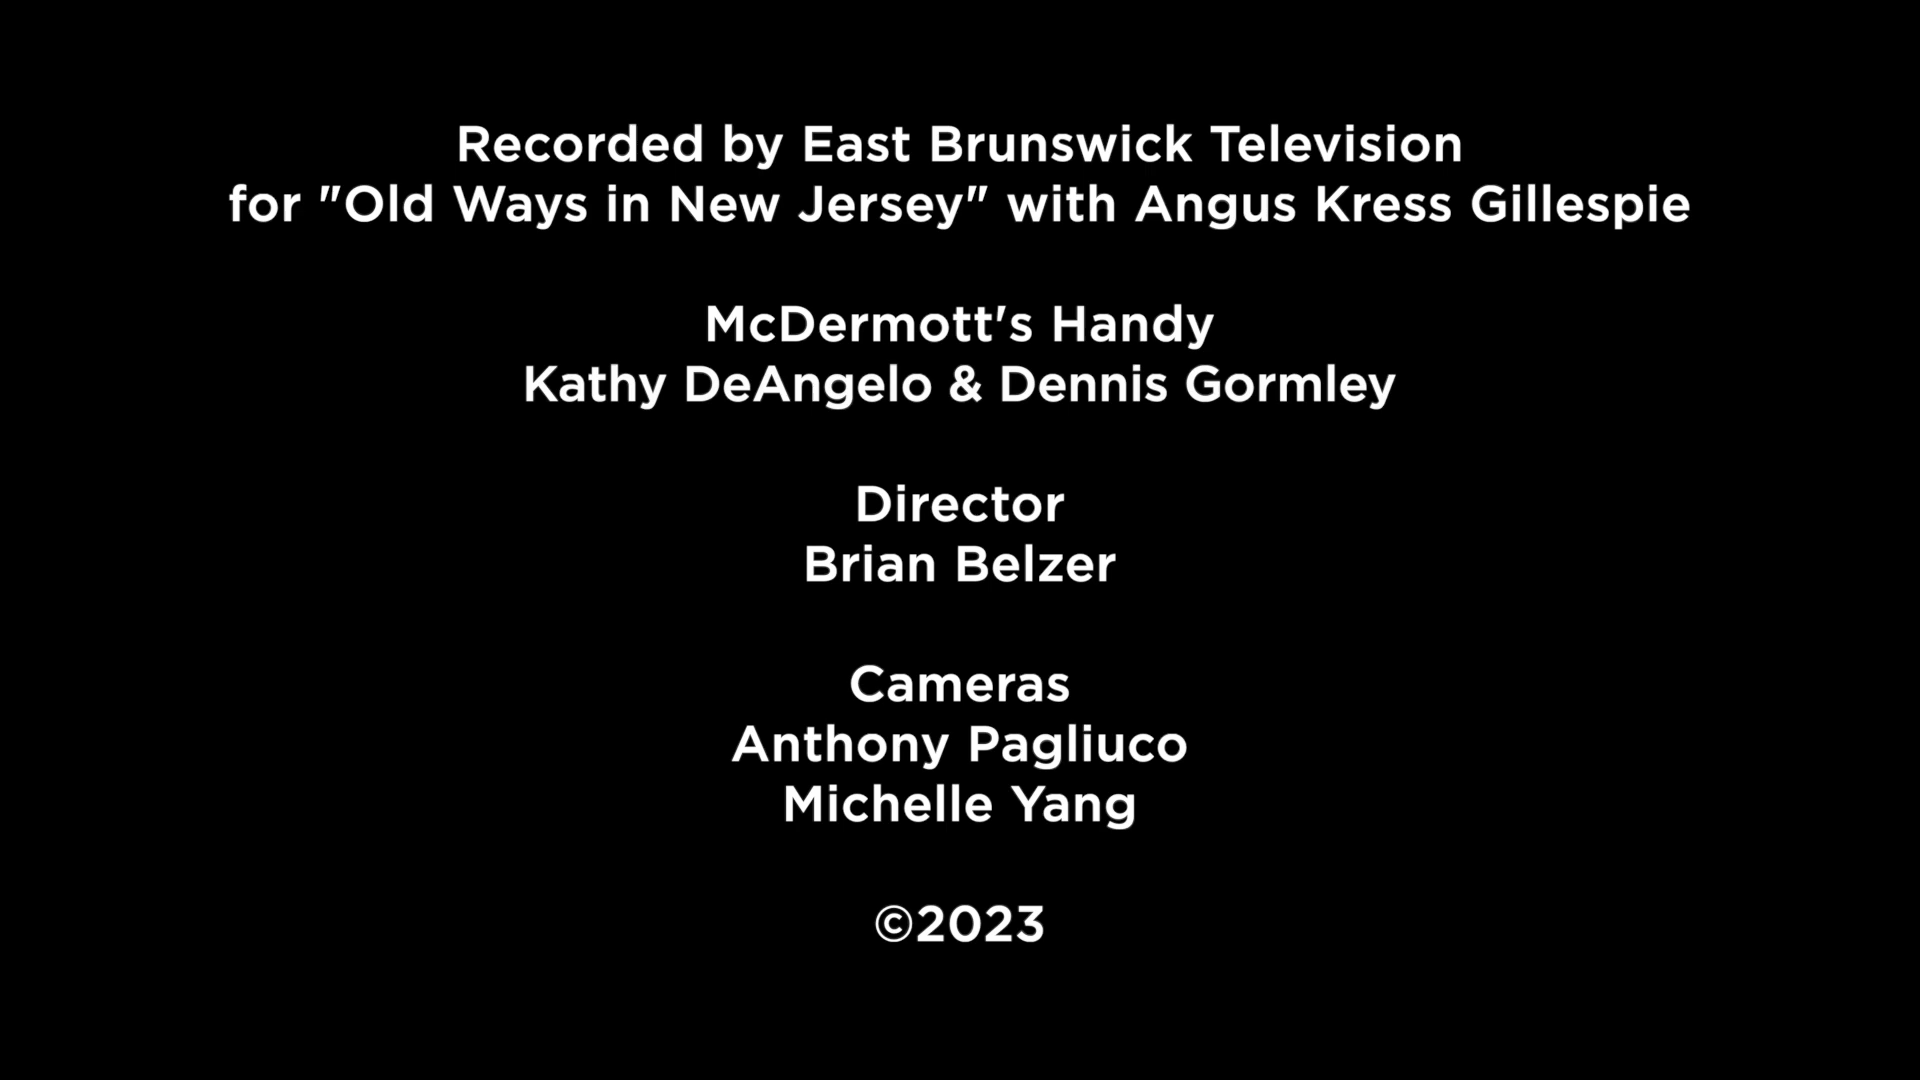 Recorded by East Brunswick Television
for "Old Ways in New Jersey" with Angus Kress Gillespie
McDermott's Handy
Kathy DeAngelo & Dennis Gormley
Director
Brian Belzer
Cameras
Anthony Pagliuco
Michelle Yang
©2023